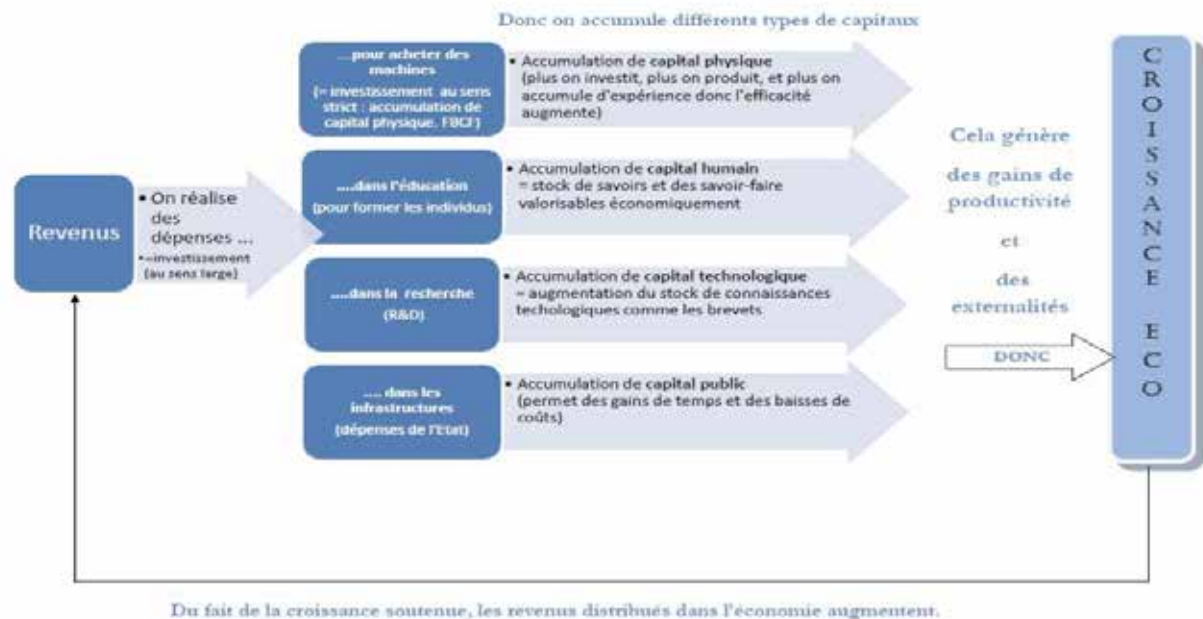 Donc on accumule différents types de capitaux
Revenus
• On réalise
des
dépenses ...
• =investissement
(au sens large)
...pour acheter des
machines
(= investissement au sens
strict : accumulation de
capital physique. FBCF)
• Accumulation de capital physique
(plus on investit, plus on produit, et plus on
accumule d'expérience donc l'efficacité
augmente)
.....dans l'éducation
(pour former les individus)
• Accumulation de capital humain
= stock de savoirs et des savoir-faire
valorisables économiquement
.....dans la recherche
(R&D)
• Accumulation de capital technologique
= augmentation du stock de connaissances
techologiques comme les brevets
..... dans les
infrastructures
(dépenses de l'Etat)
• Accumulation de capital public
(permet des gains de temps et des baisses de
coûts)
Cela génère
des gains de
productivité
et
des
externalités
DONC
CROISSANCE ECO
Du fait de la croissance soutenue, les revenus distribués dans l'économie augmentent.